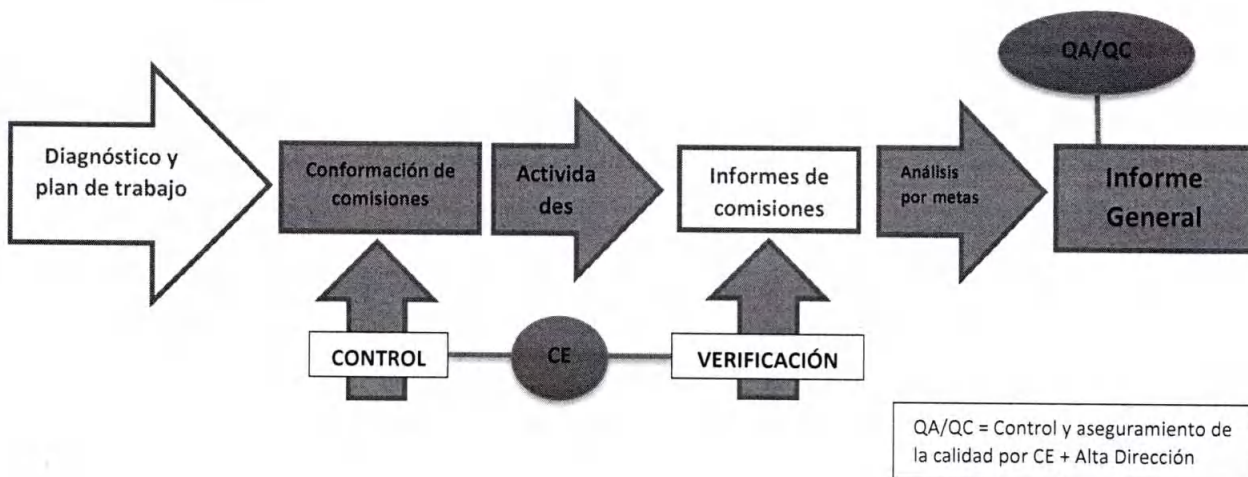 QA/QC
Diagnóstico y
plan de trabajo
Conformación de
comisiones
Activida
des
Informes de
comisiones
Análisis
por metas
Informe
General
CONTROL
CE
VERIFICACIÓN
QA/QC = Control y aseguramiento de
la calidad por CE + Alta Dirección